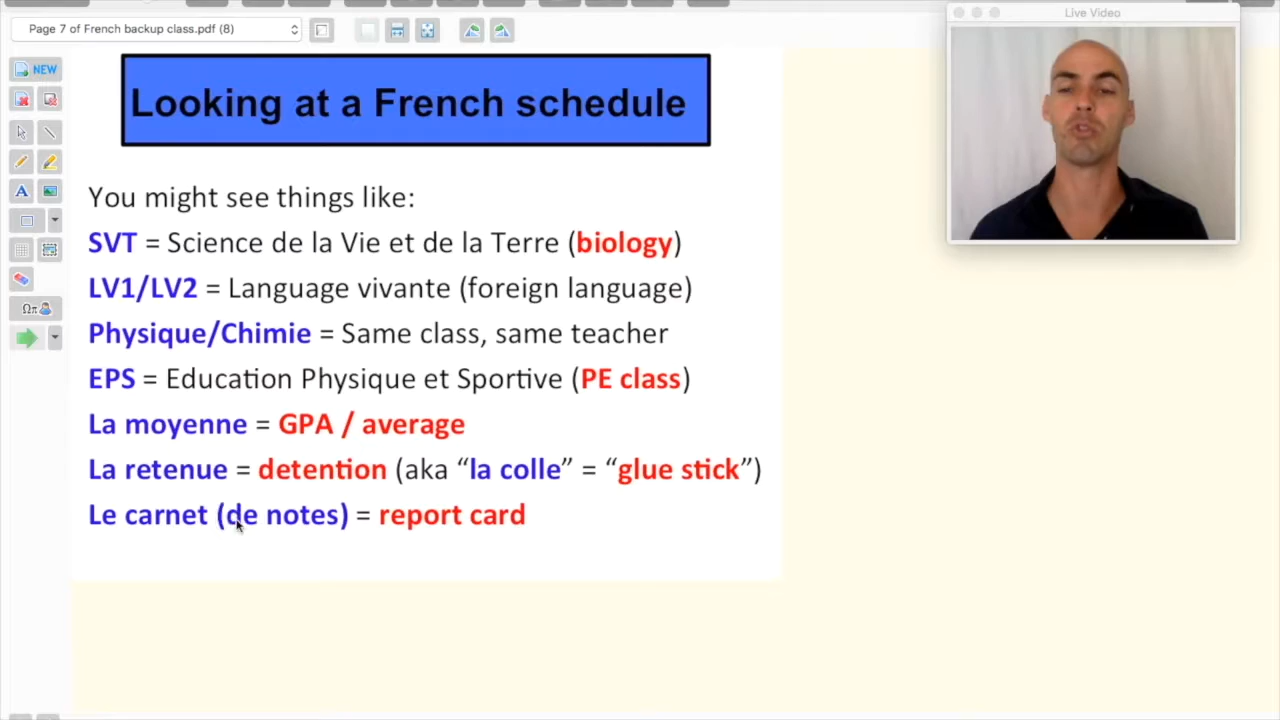 Page 7 of French backup class.pdf (8)
Live Video
NEW
A
Ωπ
Looking at a French schedule
You might see things like:
SVT = Science de la Vie et de la Terre (biology)
LV1/LV2 = Language vivante (foreign language)
Physique/Chimie = Same class, same teacher
EPS = Education Physique et Sportive (PE class)
La moyenne = GPA / average
La retenue = detention (aka “la colle” = “glue stick”)
Le carnet (de notes) = report card